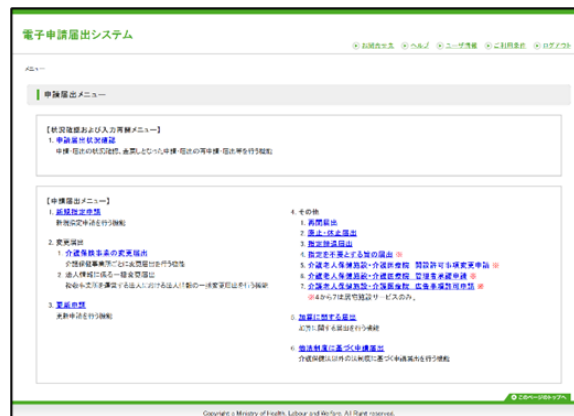 電子申請届出システム
お問合せ先 ヘルプ ユーザ情報 ご利用条件 ログアウト
メニュー
申請届出メニュー
【状況確認および入力再開メニュー】
1. 申請届出状況確認
申請・届出の状況確認、差戻しとなった申請・届出の再申請・届出等を行う機能
【申請届出メニュー】
1. 新規指定申請
新規指定申請を行う機能
2. 変更届出
1. 介護保険事業の変更届出
介護保険事業所ごとに変更届出を行う機能
2. 法人情報に係る一括変更届出
複数事業所を運営する法人における法人情報の一括変更届出を行う機能
3. 更新申請
更新申請を行う機能
4. その他
1. 再開届出
2. 廃止・休止届出
3. 指定辞退届出
4. 指定を不要とする旨の届出 ※
5. 介護老人保健施設・介護医療院 開設許可事項変更申請 ※
6. 介護老人保健施設・介護医療院 管理者承認申請 ※
7. 介護老人保健施設・介護医療院 広告事項許可申請 ※
※4から7は居宅施設サービスのみ。
5. 加算に関する届出
加算に関する届出を行う機能
6. 他法制度に基づく申請届出
介護保険法以外の法制度に基づく申請届出を行う機能
このページのトップへ
Copyright © Ministry of Health, Labour and Welfare, All Right reserved.